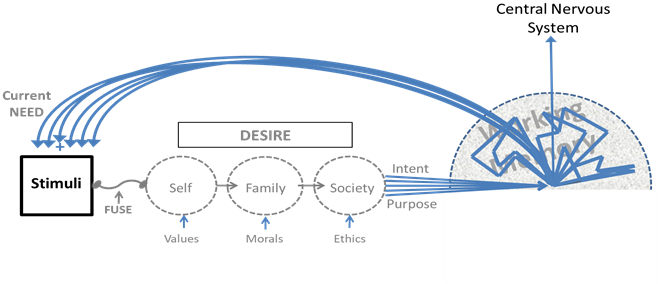 Central Nervous
System
Current
NEED
+
DESIRE
Working
Memory
Stimuli
FUSE
Self
Family
Society
Intent
Purpose
Values
Morals
Ethics